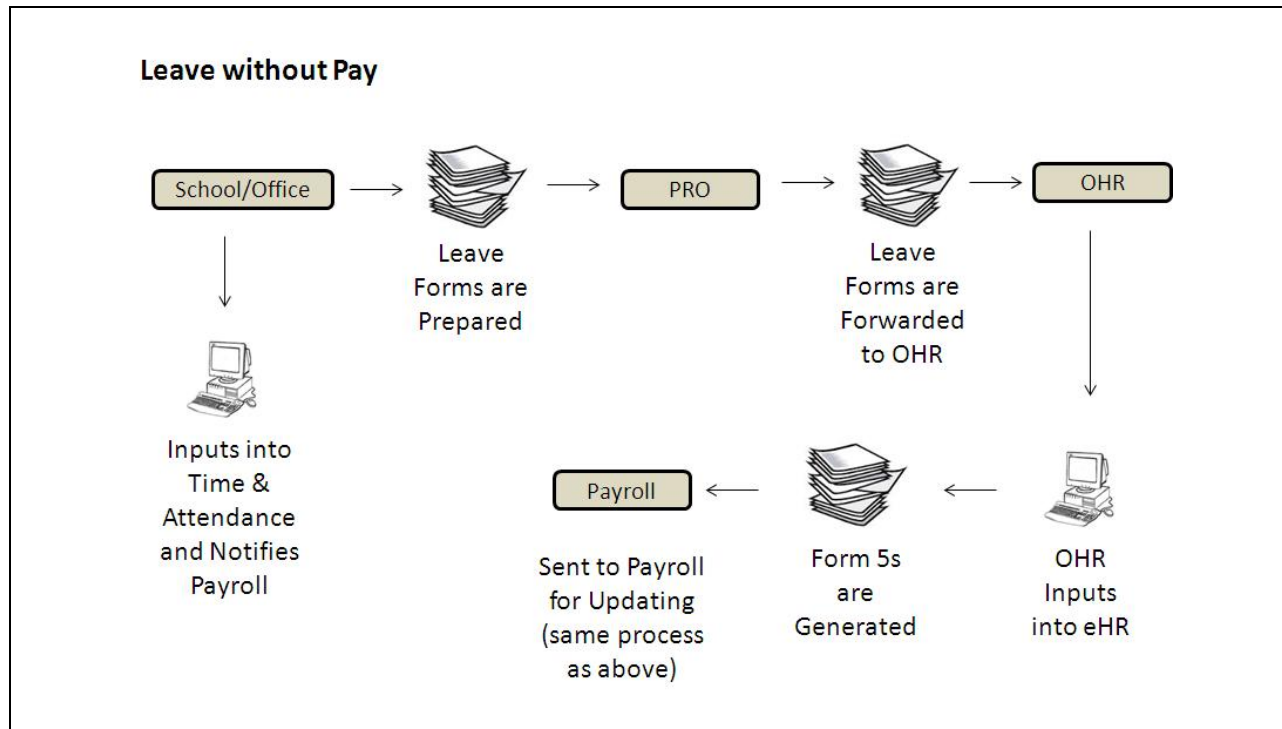 Leave without Pay
School/Office
PRO
OHR
Leave
Forms are
Prepared
Leave
Forms are
Forwarded
to OHR
Inputs into
Time &
Attendance
and Notifies
Payroll
Payroll
Sent to Payroll
for Updating
(same process
as above)
Form 5s
are
Generated
OHR
Inputs
into eHR